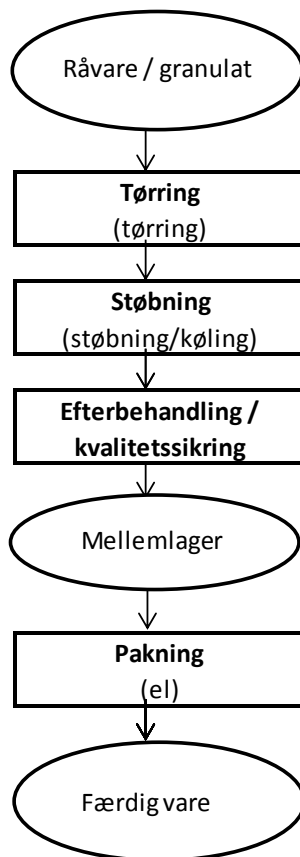 Råvare / granulat
Tørring
(tørring)
Støbning
(støbning/køling)
Efterbehandling /
kvalitetssikring
Mellemlager
Pakning
(el)
Færdig vare